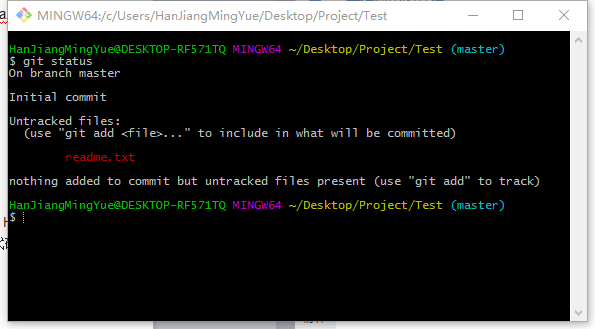 MINGW64:/c/Users/HanJiangMingYue/Desktop/Project/Test
HanJiangMingYue@DESKTOP-RF571TQ MINGW64 ~/Desktop/Project/Test (master)
$ git status
On branch master
Initial commit
Untracked files:
(use "git add <file>..." to include in what will be committed)
readme.txt
nothing added to commit but untracked files present (use "git add" to track)
HanJiangMingYue@DESKTOP-RF571TQ MINGW64 ~/Desktop/Project/Test (master)
$